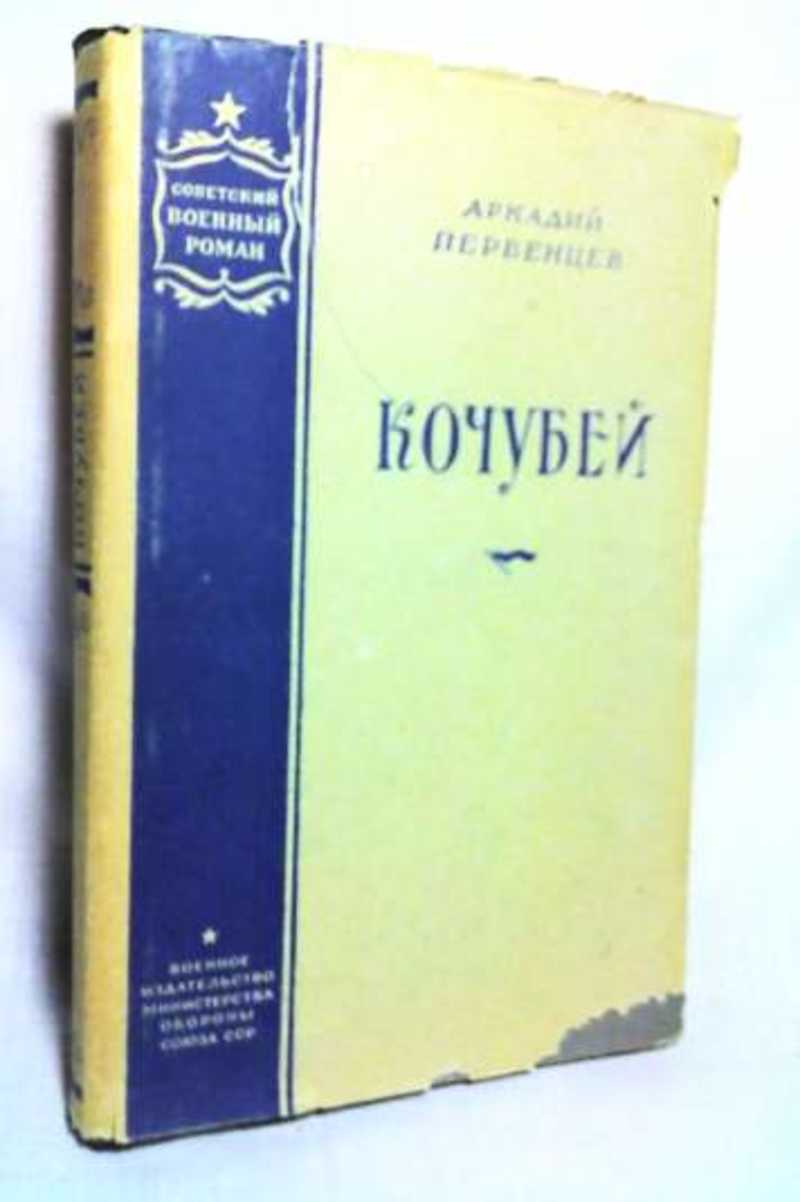 СОВЕТСКИЙ
ВОЕННЫЙ
РОМАН
АРКАДИЙ
ПЕРВЕНЦЕВ
КОЧУБЕЙ
ВОЕННОЕ
ИЗДАТЕЛЬСТВО
МИНИСТЕРСТВА
ОБОРОНЫ
СОЮЗА ССР